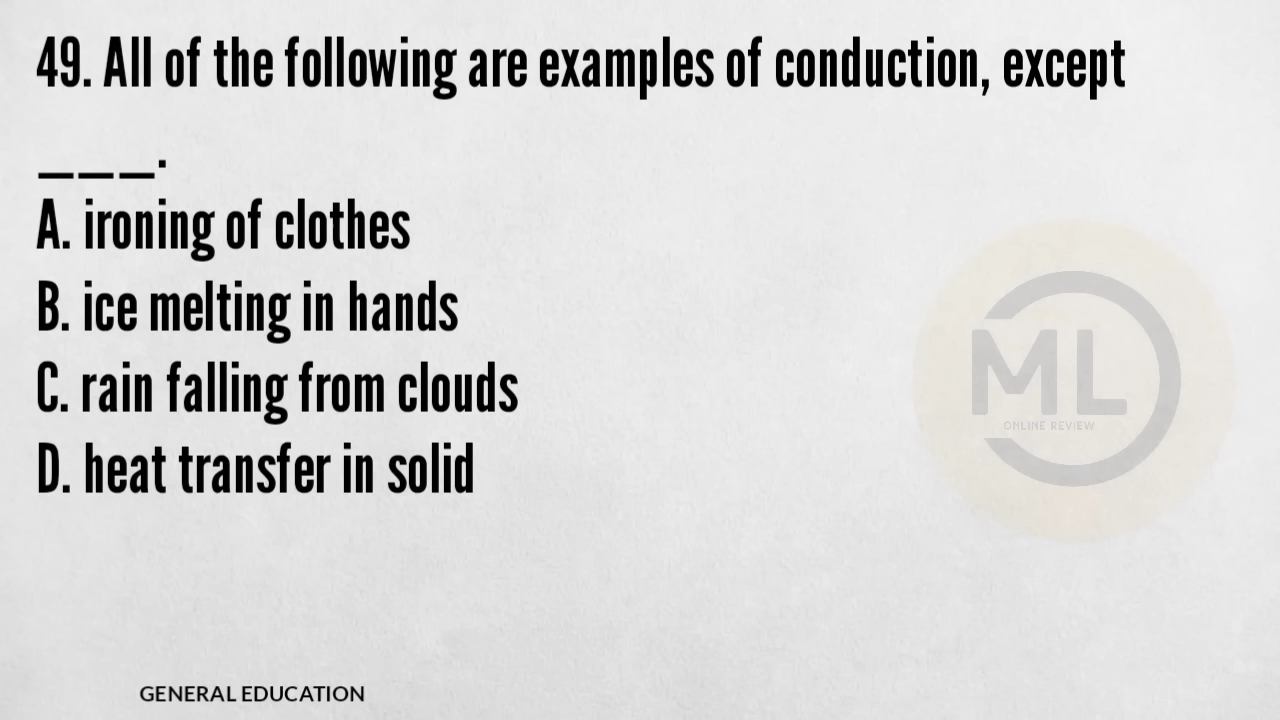 49. All of the following are examples of conduction, except
___.
A. ironing of clothes
B. ice melting in hands
C. rain falling from clouds
D. heat transfer in solid
ML
ONLINE REVIEW
GENERAL EDUCATION